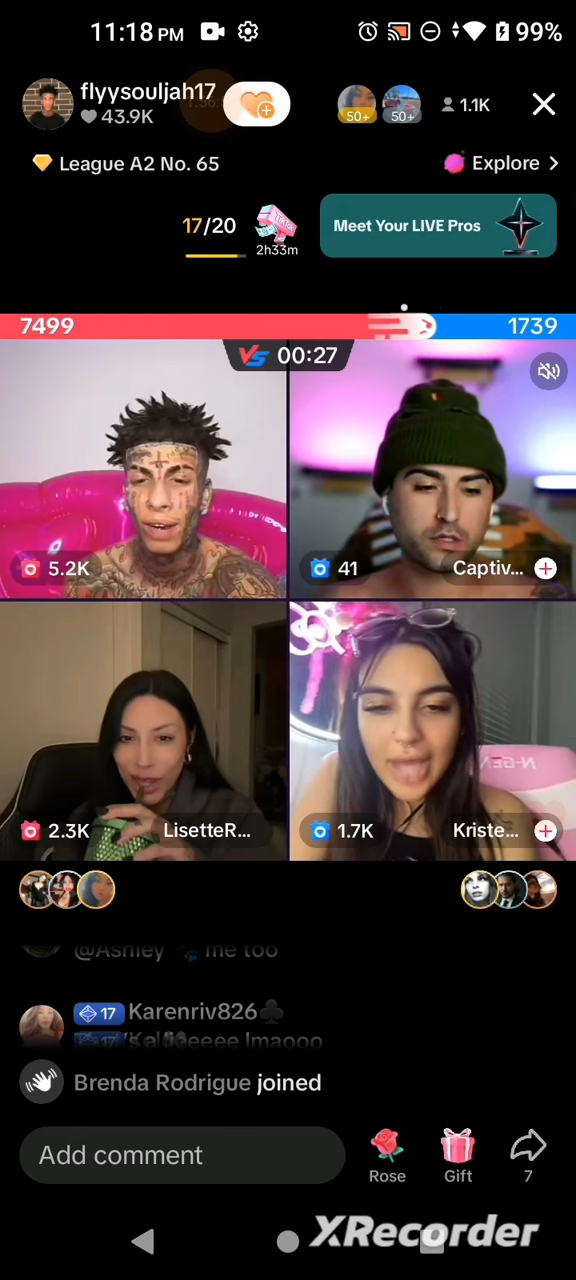 11:18 PM
99%
flyysouljah17
43.9K
50+
50+
1.1K
League A2 No. 65
Explore
17/20
TikTok
2h33m
Meet Your LIVE Pros
7499
1739
VS 00:27
5.2K
41
Captiv...
2.3K
LisetteR...
1.7K
Kriste...
@Ashley me too
17 Karenriv826
Brenda Rodrigue joined
Add comment
Rose
Gift
7
XRecorder